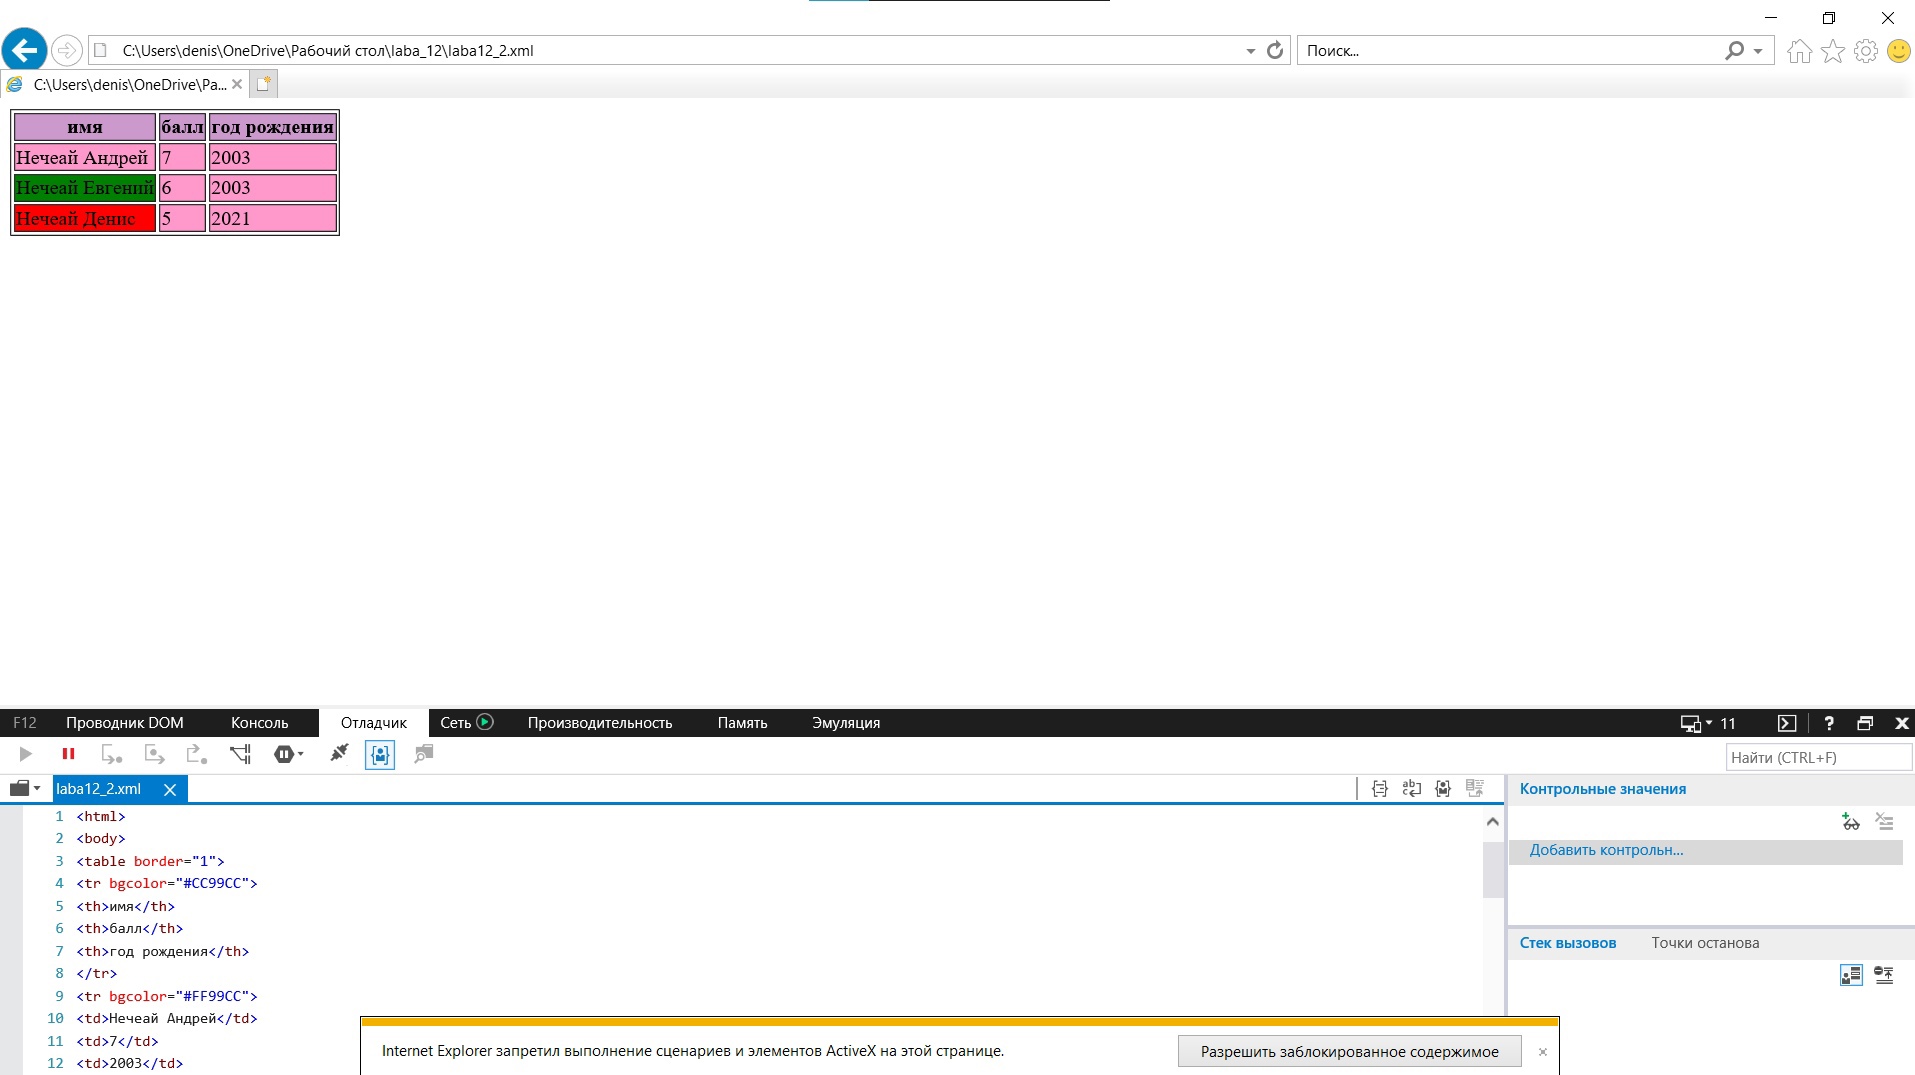 C:\Users\denis\OneDrive\Рабочий стол\laba_12\laba12_2.xml
Поиск...
C:\Users\denis\OneDrive\Ра...
имя балл год рождения
Нечеай Андрей 7 2003
Нечеай Евгений 6 2003
Нечеай Денис 5 2021
F12 Проводник DOM Консоль Отладчик Сеть Производительность Память Эмуляция 11 ?
Найти (CTRL+F)
laba12_2.xml
Контрольные значения
Добавить контрольн...
Стек вызовов Точки останова
1 <html>
2 <body>
3 <table border="1">
4 <tr bgcolor="#CC99CC">
5 <th>имя</th>
6 <th>балл</th>
7 <th>год рождения</th>
8 </tr>
9 <tr bgcolor="#FF99CC">
10 <td>Нечеай Андрей</td>
11 <td>7</td>
12 <td>2003</td>
Internet Explorer запретил выполнение сценариев и элементов ActiveX на этой странице.
Разрешить заблокированное содержимое